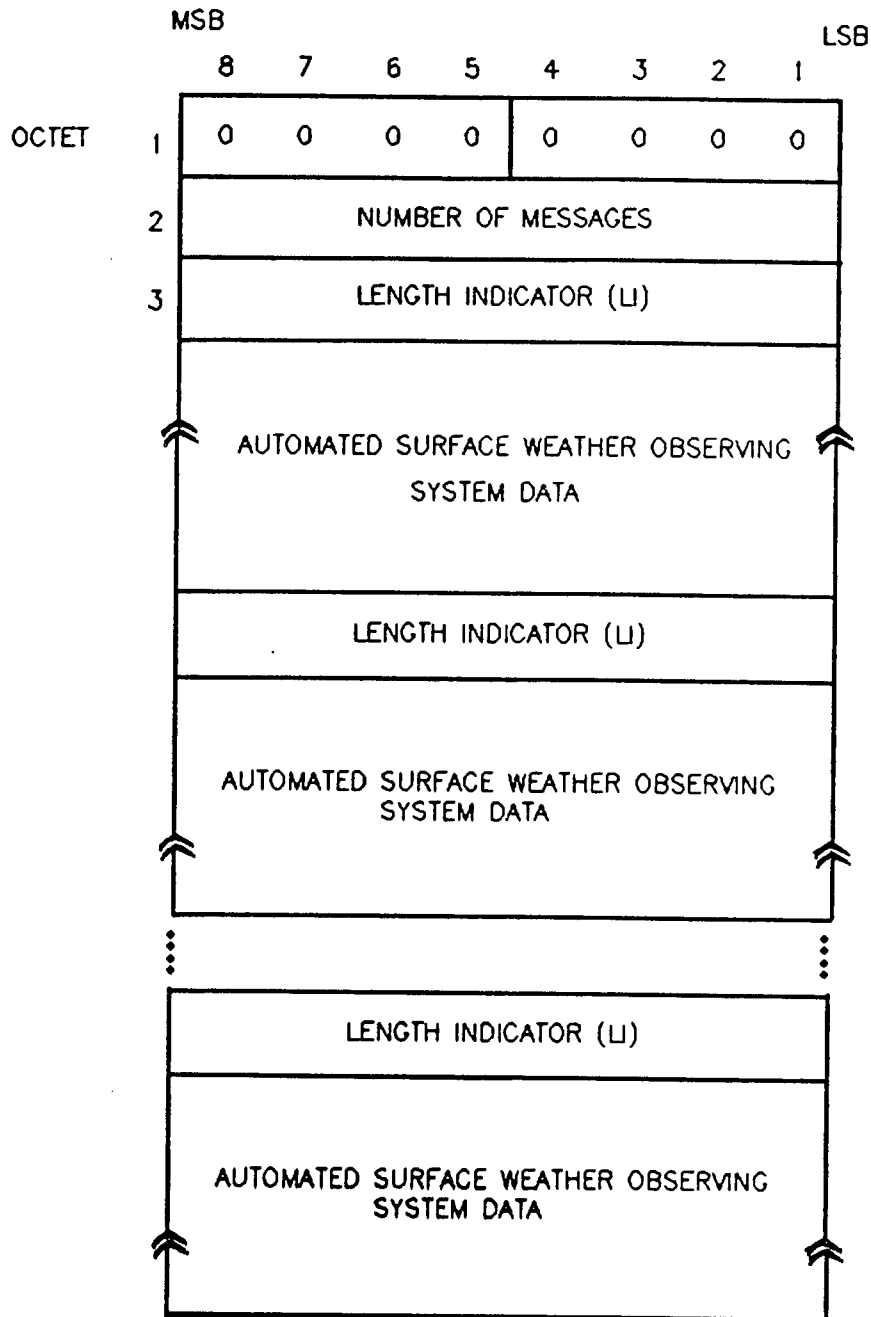 MSB
LSB
8 7 6 5 4 3 2 1
OCTET 1 0 0 0 0 0 0 0 0
2 NUMBER OF MESSAGES
3 LENGTH INDICATOR (LI)
AUTOMATED SURFACE WEATHER OBSERVING
SYSTEM DATA
LENGTH INDICATOR (LI)
AUTOMATED SURFACE WEATHER OBSERVING
SYSTEM DATA
LENGTH INDICATOR (LI)
AUTOMATED SURFACE WEATHER OBSERVING
SYSTEM DATA